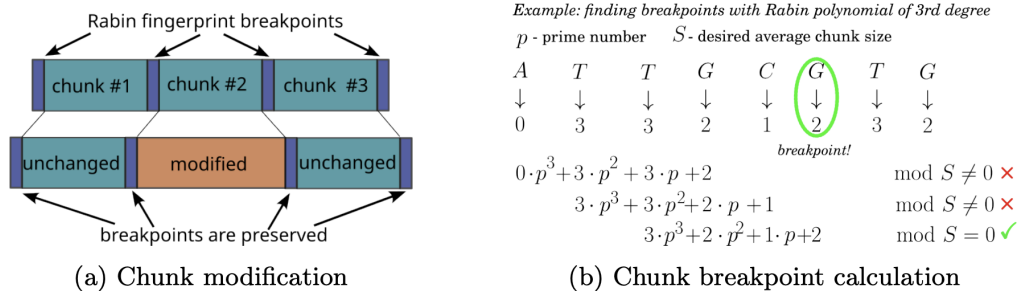 Rabin fingerprint breakpoints
chunk #1 chunk #2 chunk #3
unchanged modified unchanged
breakpoints are preserved
(a) Chunk modification
Example: finding breakpoints with Rabin polynomial of 3rd degree
p - prime number S - desired average chunk size
A T T G C G T G
↓ ↓ ↓ ↓ ↓ ↓ ↓ ↓
0 3 3 2 1 2 3 2
breakpoint!
0·p³+3·p²+3·p+2 mod S ≠ 0 ✕
3·p³+3·p²+2·p+1 mod S ≠ 0 ✕
3·p³+2·p²+1·p+2 mod S = 0 ✓
(b) Chunk breakpoint calculation